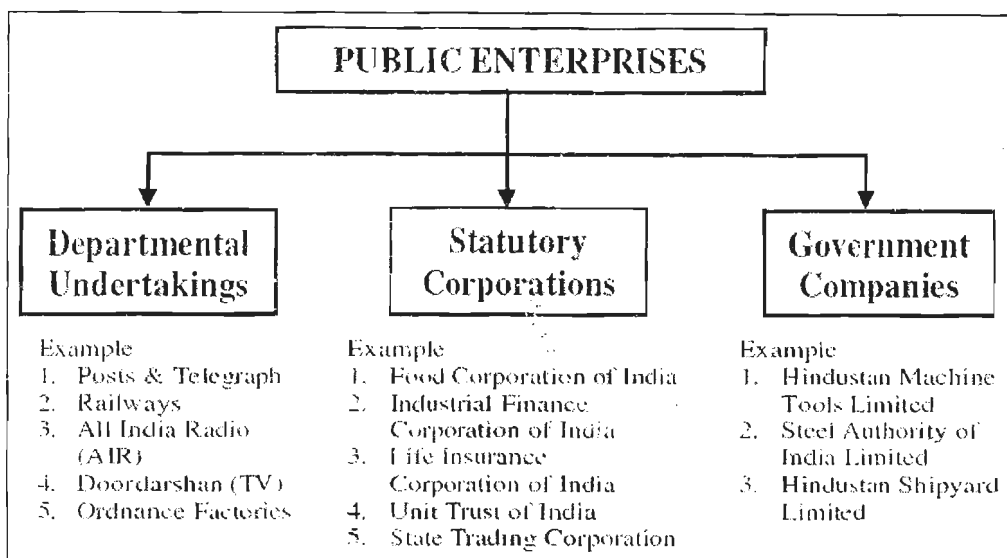 PUBLIC ENTERPRISES
Departmental
Undertakings
Example
1. Posts & Telegraph
2. Railways
3. All India Radio
(AIR)
4. Doordarshan (TV)
5. Ordnance Factories
Statutory
Corporations
Example
1. Food Corporation of India
2. Industrial Finance
Corporation of India
3. Life Insurance
Corporation of India
4. Unit Trust of India
5. State Trading Corporation
Government
Companies
Example
1. Hindustan Machine
Tools Limited
2. Steel Authority of
India Limited
3. Hindustan Shipyard
Limited